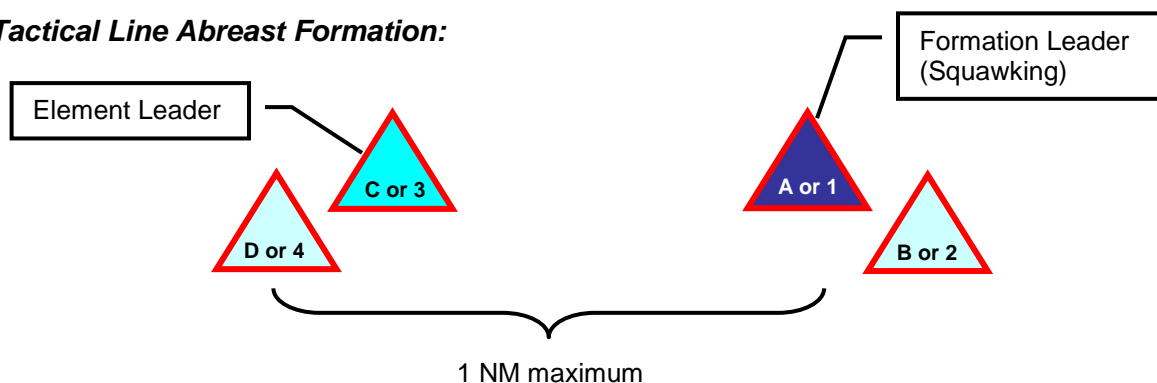 Tactical Line Abreast Formation:
Formation Leader
(Squawking)
Element Leader
C or 3
A or 1
D or 4
B or 2
1 NM maximum